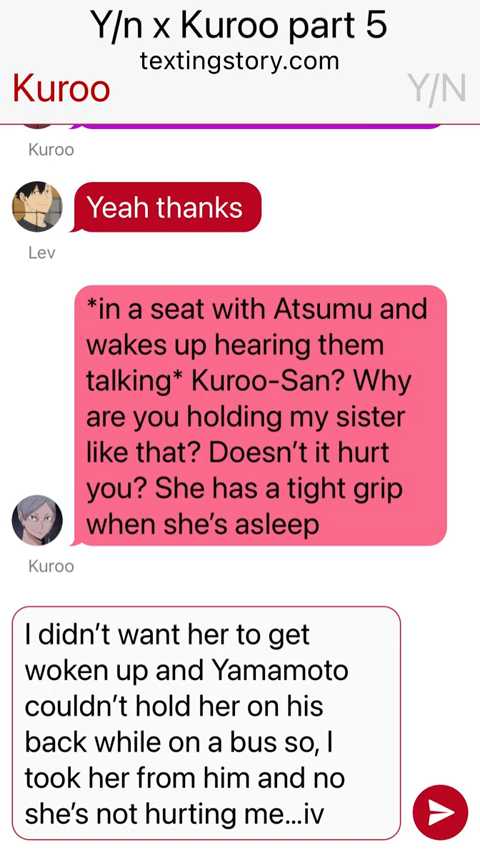 Y/n x Kuroo part 5
textingstory.com
Kuroo
Y/N
Kuroo
Yeah thanks
Lev
*in a seat with Atsumu and
wakes up hearing them
talking* Kuroo-San? Why
are you holding my sister
like that? Doesn’t it hurt
you? She has a tight grip
when she’s asleep
Kuroo
I didn’t want her to get
woken up and Yamamoto
couldn’t hold her on his
back while on a bus so, I
took her from him and no
she’s not hurting me...iv